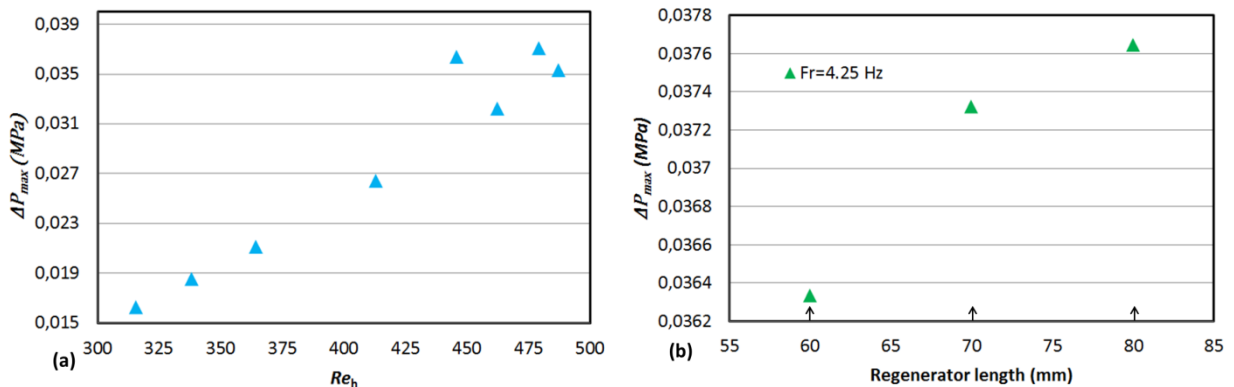 0,039
0,035
0,031
0,027
0,023
0,019
0,015
ΔP_max (MPa)
300 325 350 375 400 425 450 475 500
(a)
Re_h
0,0378
0,0376
0,0374
0,0372
0,037
0,0368
0,0366
0,0364
0,0362
ΔP_max (MPa)
Fr=4.25 Hz
55 60 65 70 75 80 85
(b)
Regenerator length (mm)